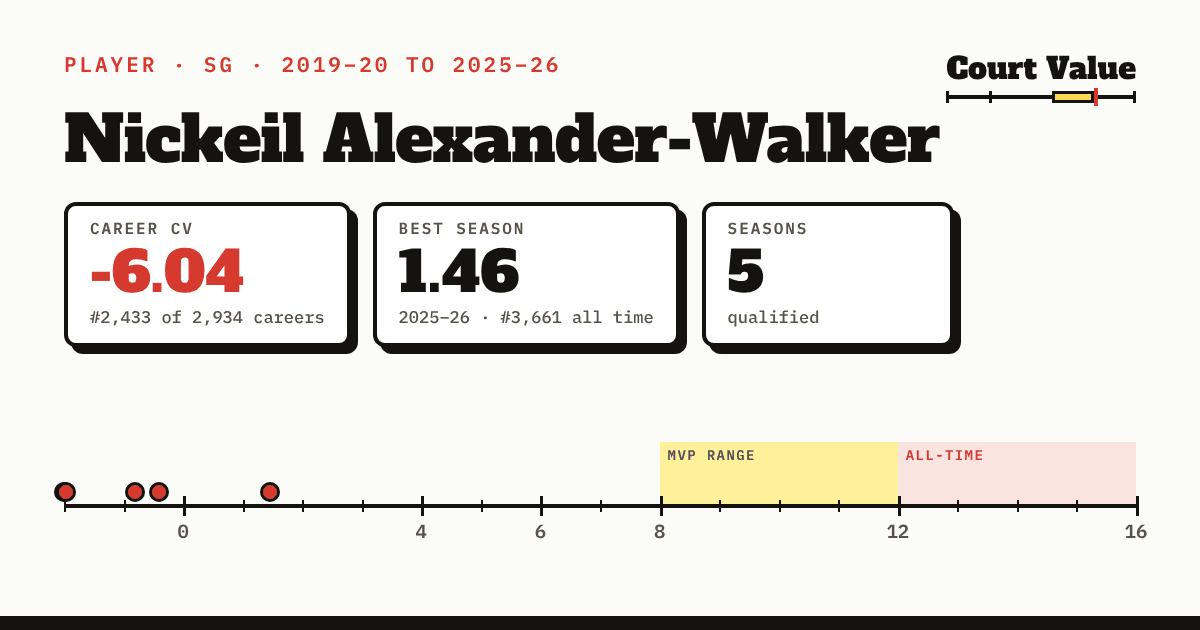 PLAYER · SG · 2019–20 TO 2025–26
Court Value
Nickeil Alexander-Walker
CAREER CV
-6.04
#2,433 of 2,934 careers
BEST SEASON
1.46
2025–26 · #3,661 all time
SEASONS
5
qualified
MVP RANGE
ALL-TIME
0 4 6 8 12 16